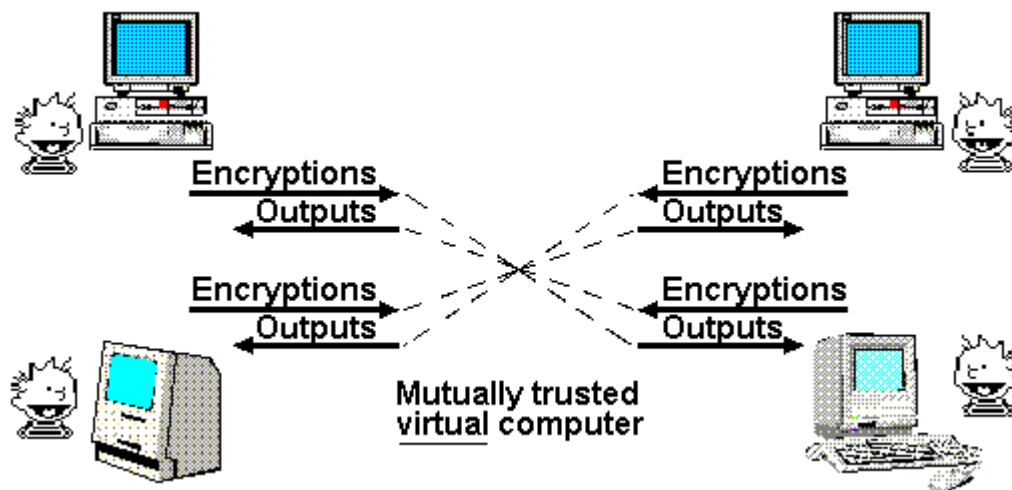 Encryptions Encryptions
Outputs Outputs
Encryptions Encryptions
Outputs Outputs
Mutually trusted
virtual computer